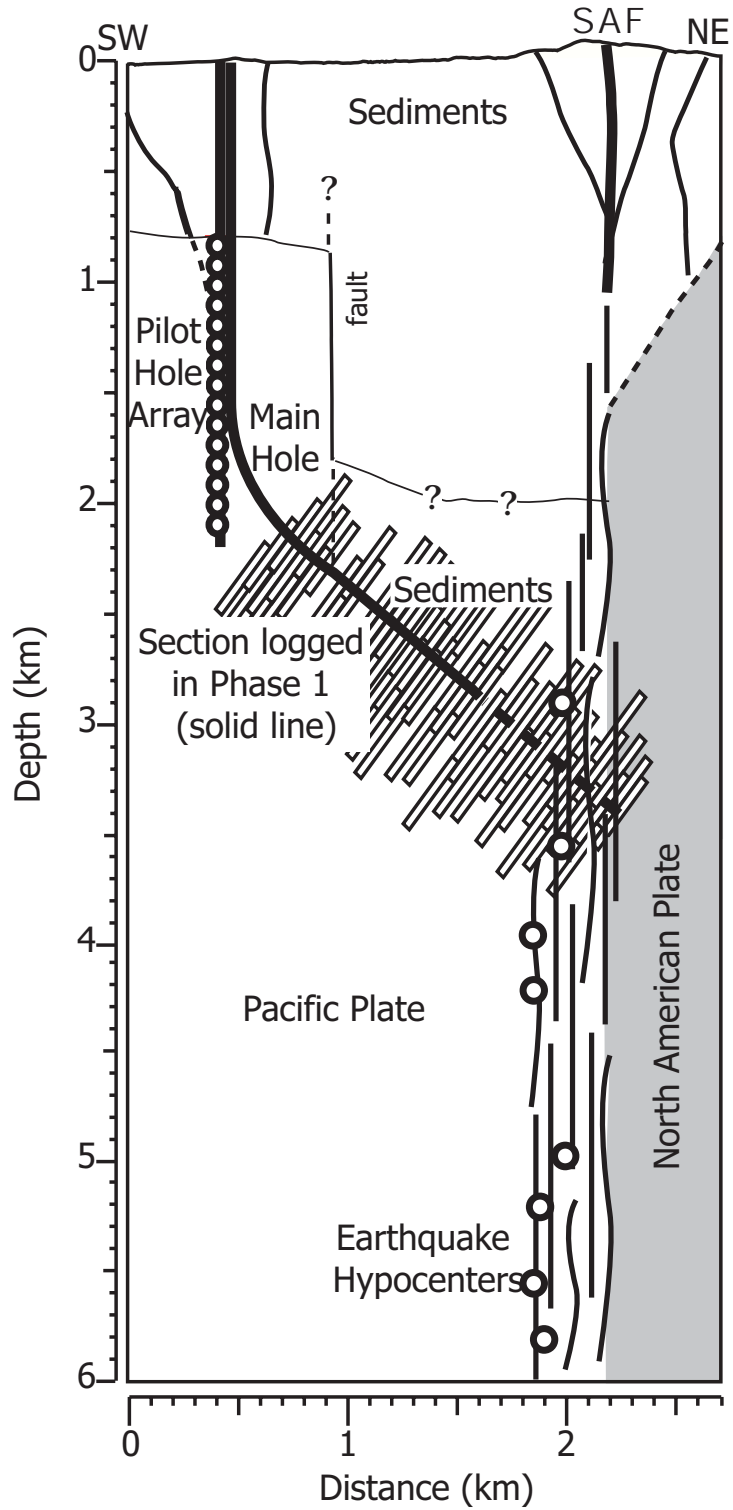 SW
SAF
NE
0
Sediments
?
fault
1
Pilot
Hole
Array
Main
Hole
2
?
?
Sediments
Section logged
in Phase 1
(solid line)
Depth (km)
3
4
Pacific Plate
North American Plate
5
Earthquake
Hypocenters
6
0
1
2
Distance (km)